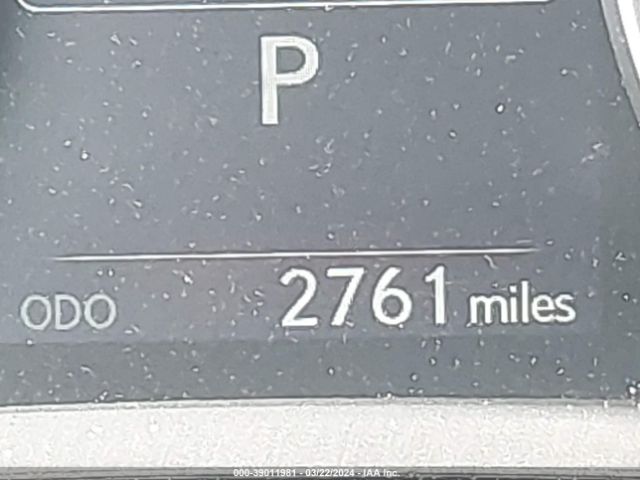 P
ODO 2761 miles
000-39011981 - 03/22/2024 - IAA Inc.